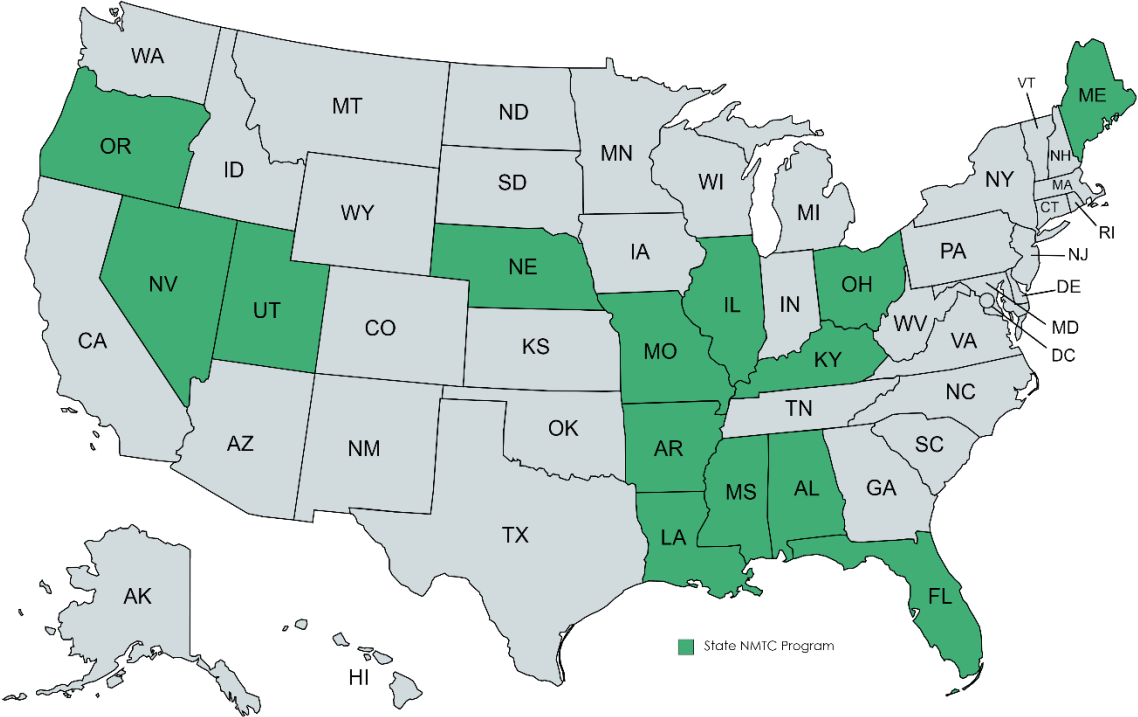 WA
MT
ND
MN
OR
ID
SD
WI
MI
NY
VT
ME
NH
MA
CT
RI
WY
NE
IA
PA
NJ
NV
UT
CO
KS
MO
IL
IN
OH
WV
DE
MD
DC
VA
CA
KY
AZ
NM
OK
AR
TN
NC
SC
TX
LA
MS
AL
GA
FL
AK
HI
State NMTC Program